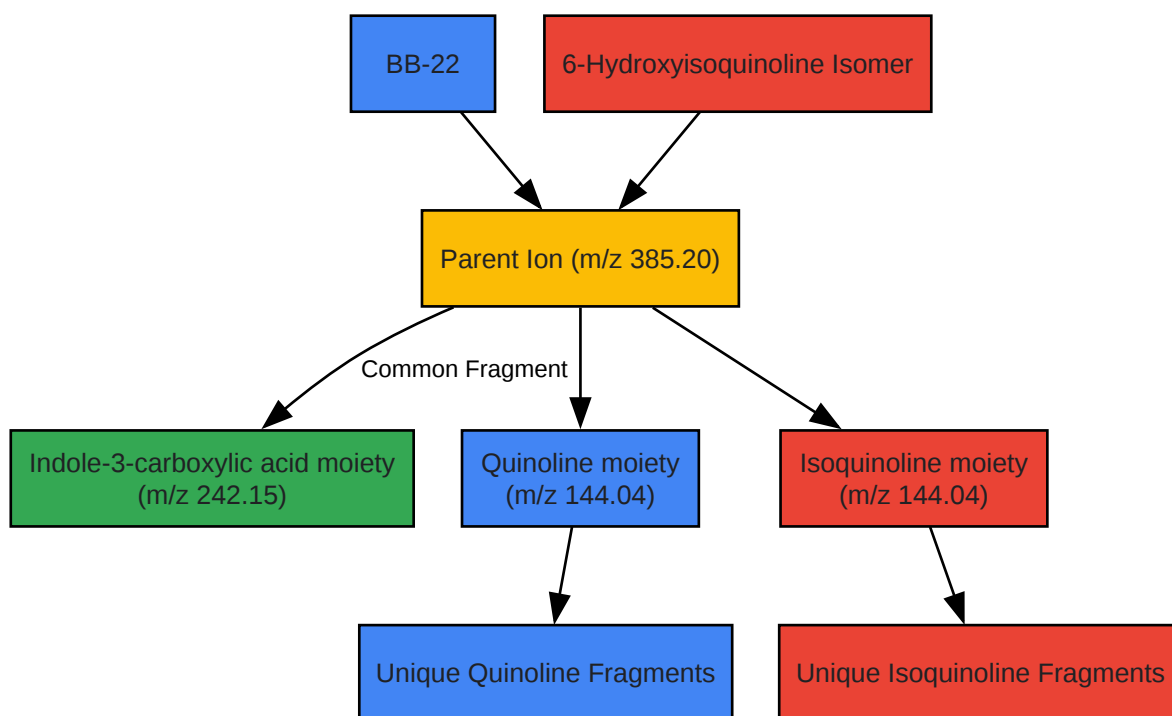 BB-22
6-Hydroxyisoquinoline Isomer
Parent Ion (m/z 385.20)
Common Fragment
Indole-3-carboxylic acid moiety
(m/z 242.15)
Quinoline moiety
(m/z 144.04)
Isoquinoline moiety
(m/z 144.04)
Unique Quinoline Fragments
Unique Isoquinoline Fragments